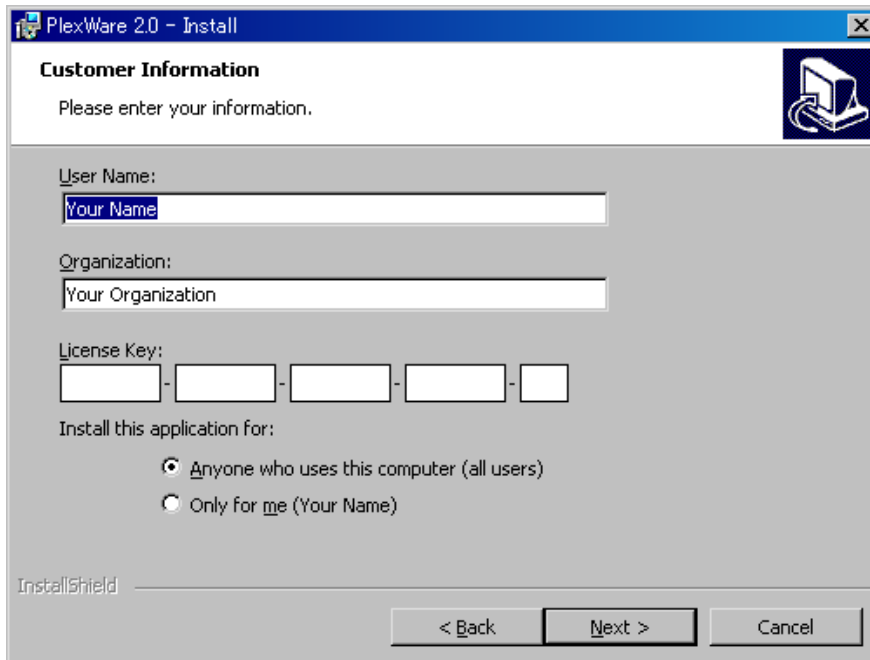 PlexWare 2.0 - Install
Customer Information
Please enter your information.
User Name:
Your Name
Organization:
Your Organization
License Key:
- - - -
Install this application for:
Anyone who uses this computer (all users)
Only for me (Your Name)
InstallShield
< Back Next > Cancel